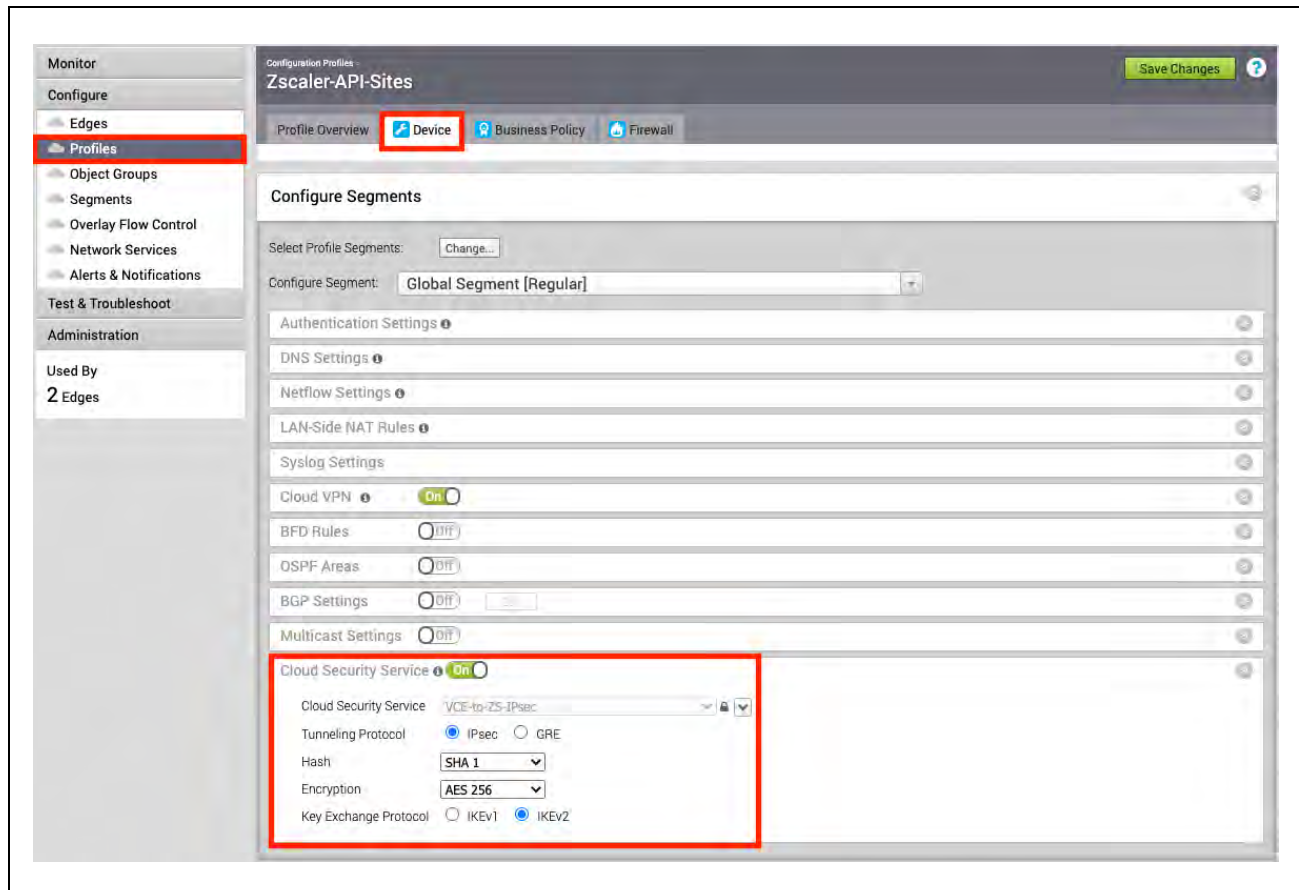 Monitor
Configure
Edges
Profiles
Object Groups
Segments
Overlay Flow Control
Network Services
Alerts & Notifications
Test & Troubleshoot
Administration
Used By
2 Edges
Configuration Profiles
Zscaler-API-Sites
Save Changes ?
Profile Overview Device Business Policy Firewall
Configure Segments
Select Profile Segments: Change...
Configure Segment: Global Segment [Regular]
Authentication Settings
DNS Settings
Netflow Settings
LAN-Side NAT Rules
Syslog Settings
Cloud VPN On
BFD Rules Off
OSPF Areas Off
BGP Settings Off
Multicast Settings Off
Cloud Security Service On
Cloud Security Service VCE-to-ZS-IPsec
Tunneling Protocol IPsec GRE
Hash SHA 1
Encryption AES 256
Key Exchange Protocol IKEv1 IKEv2